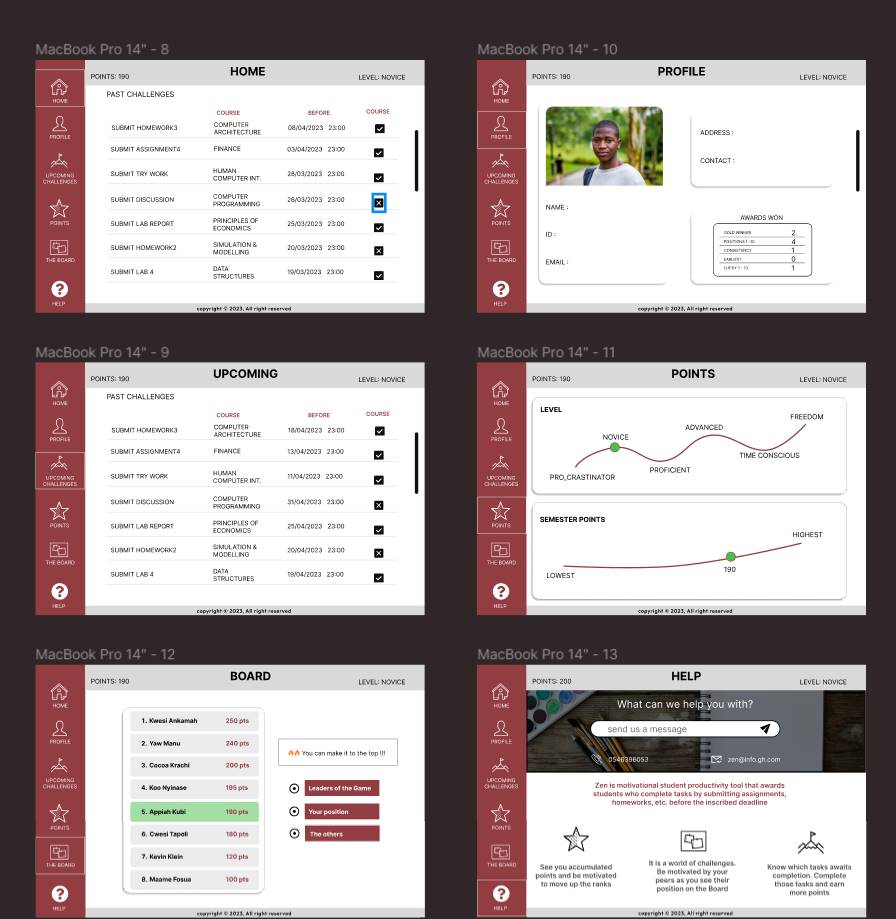 MacBook Pro 14" - 8
POINTS: 190
HOME
LEVEL: NOVICE
HOME
PROFILE
UPCOMING
CHALLENGES
POINTS
THE BOARD
HELP
PAST CHALLENGES
COURSE BEFORE COURSE
SUBMIT HOMEWORK3 COMPUTER ARCHITECTURE 08/04/2023 23:00
SUBMIT ASSIGNMENT4 FINANCE 03/04/2023 23:00
SUBMIT TRY WORK HUMAN COMPUTER INT. 28/03/2023 23:00
SUBMIT DISCUSSION COMPUTER PROGRAMMING 26/03/2023 23:00
SUBMIT LAB REPORT PRINCIPLES OF ECONOMICS 25/03/2023 23:00
SUBMIT HOMEWORK2 SIMULATION & MODELLING 20/03/2023 23:00
SUBMIT LAB 4 DATA STRUCTURES 19/03/2023 23:00
copyright © 2023, All right reserved
MacBook Pro 14" - 10
POINTS: 190
PROFILE
LEVEL: NOVICE
HOME
PROFILE
UPCOMING
CHALLENGES
POINTS
THE BOARD
HELP
NAME :
ID :
EMAIL :
ADDRESS :
CONTACT :
AWARDS WON
GOLD WINNER 2
POSITIONS 1 -10 4
CONSISTENCY 1
EARLIEST 0
LUCKY 1 - 10 1
copyright © 2023, All right reserved
MacBook Pro 14" - 9
POINTS: 190
UPCOMING
LEVEL: NOVICE
HOME
PROFILE
UPCOMING
CHALLENGES
POINTS
THE BOARD
HELP
PAST CHALLENGES
COURSE BEFORE COURSE
SUBMIT HOMEWORK3 COMPUTER ARCHITECTURE 18/04/2023 23:00
SUBMIT ASSIGNMENT4 FINANCE 13/04/2023 23:00
SUBMIT TRY WORK HUMAN COMPUTER INT. 11/04/2023 23:00
SUBMIT DISCUSSION COMPUTER PROGRAMMING 31/04/2023 23:00
SUBMIT LAB REPORT PRINCIPLES OF ECONOMICS 25/04/2023 23:00
SUBMIT HOMEWORK2 SIMULATION & MODELLING 20/04/2023 23:00
SUBMIT LAB 4 DATA STRUCTURES 19/04/2023 23:00
copyright © 2023, All right reserved
MacBook Pro 14" - 11
POINTS: 190
POINTS
LEVEL: NOVICE
HOME
PROFILE
UPCOMING
CHALLENGES
POINTS
THE BOARD
HELP
LEVEL
FREEDOM
ADVANCED
NOVICE
TIME CONSCIOUS
PROFICIENT
PRO_CRASTINATOR
SEMESTER POINTS
HIGHEST
190
LOWEST
copyright © 2023, All right reserved
MacBook Pro 14" - 12
POINTS: 190
BOARD
LEVEL: NOVICE
HOME
PROFILE
UPCOMING
CHALLENGES
POINTS
THE BOARD
HELP
1. Kwesi Ankamah 250 pts
2. Yaw Manu 240 pts
3. Cocoa Krachi 200 pts
4. Koo Nyinase 195 pts
5. Appiah Kubi 190 pts
6. Cwesi Tapoli 180 pts
7. Kevin Klein 120 pts
8. Maame Fosua 100 pts
🔥🔥 You can make it to the top !!!
Leaders of the Game
Your position
The others
copyright © 2023, All right reserved
MacBook Pro 14" - 13
POINTS: 200
HELP
LEVEL: NOVICE
HOME
PROFILE
UPCOMING
CHALLENGES
POINTS
THE BOARD
HELP
What can we help you with?
send us a message
0546398053
zen@info.gh.com
Zen is motivational student productivity tool that awards
students who complete tasks by submitting assignments,
homeworks, etc. before the inscribed deadline
See you accumulated
points and be motivated
to move up the ranks
It is a world of challenges.
Be motivated by your
peers as you see their
position on the Board
Know which tasks awaits
completion. Complete
those tasks and earn
more points
copyright © 2023, All right reserved